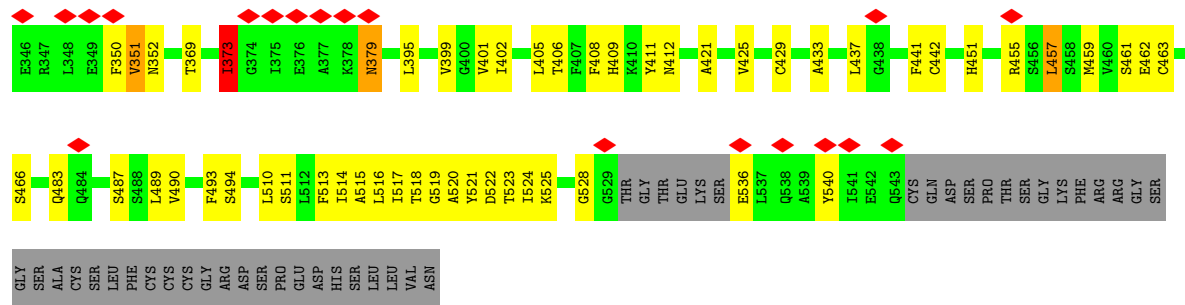 E346 R347 L348 E349 F350 V351 N352 T369 I373 G374 I375 E376 A377 K378 N379 L395 V399 G400 V401 I402 L405 T406 F407 F408 H409 K410 Y411 N412 A421 V425 C429 A433 L437 G438 F441 C442 H451 R455 S456 L457 S458 M459 V460 S461 E462 C463
S466 Q483 Q484 S487 S488 L489 V490 F493 S494 L510 S511 L512 F513 I514 A515 L516 I517 T518 G519 A520 Y521 D522 T523 I524 K525 G528 G529 THR GLY THR GLU LYS SER E536 L537 Q538 A539 Y540 I541 E542 Q543 CYS GLN ASP SER SER PRO THR SER GLY LYS PHE ARG ARG GLY SER
GLY SER ALA CYS SER LEU PHE CYS CYS CYS GLY ARG ASP SER PRO GLU ASP HIS SER LEU LEU VAL ASN